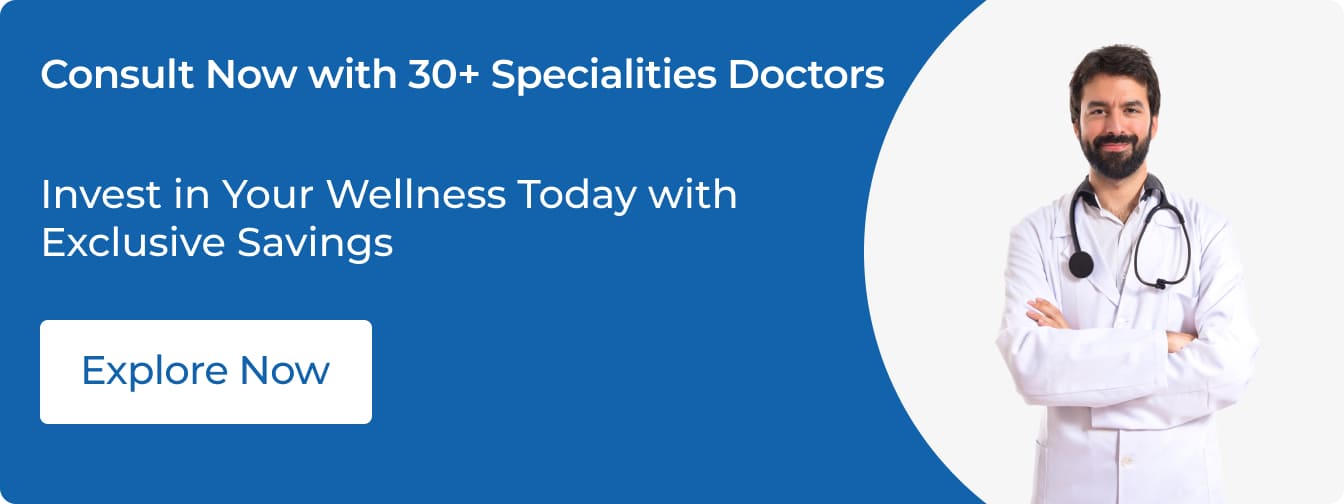 Consult Now with 30+ Specialities Doctors
Invest in Your Wellness Today with
Exclusive Savings
Explore Now